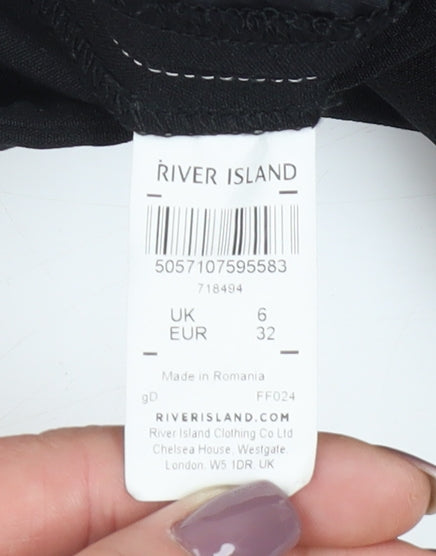 RIVER ISLAND
5057107595583
718494
UK 6
EUR 32
Made in Romania
gD FF024
RIVERISLAND.COM
River Island Clothing Co Ltd
Chelsea House, Westgate,
London. W5 1DR UK